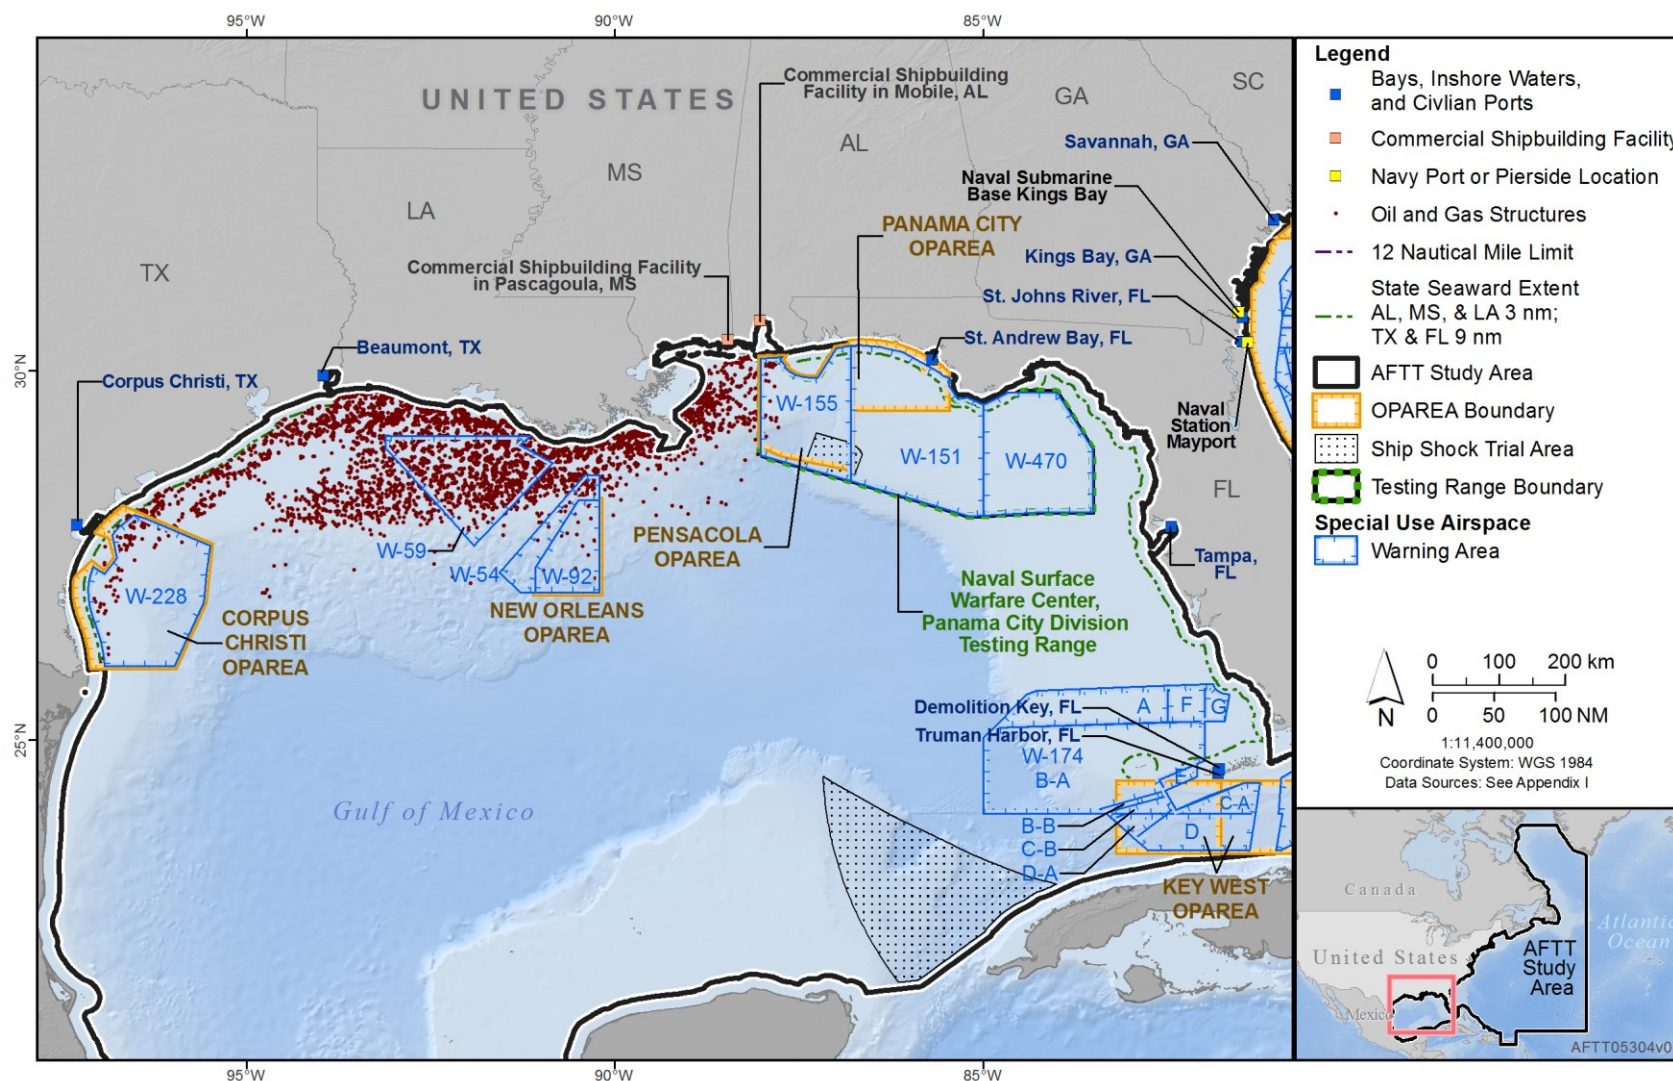 95°W
90°W
85°W
30°N
25°N
UNITED STATES
TX
LA
MS
AL
GA
SC
FL
Commercial Shipbuilding
Facility in Mobile, AL
Savannah, GA
Naval Submarine
Base Kings Bay
PANAMA CITY
OPAREA
Kings Bay, GA
Commercial Shipbuilding Facility
in Pascagoula, MS
St. Johns River, FL
Beaumont, TX
St. Andrew Bay, FL
Corpus Christi, TX
Naval
Station
Mayport
W-155
W-151
W-470
W-59
W-54
W-92
W-228
PENSACOLA
OPAREA
Tampa,
FL
NEW ORLEANS
OPAREA
CORPUS
CHRISTI
OPAREA
Naval Surface
Warfare Center,
Panama City Division
Testing Range
Demolition Key, FL
Truman Harbor, FL
A
F
G
W-174
B-A
E
C-A
B-B
C-B
D
D-A
KEY WEST
OPAREA
Gulf of Mexico
95°W
90°W
85°W
Legend
Bays, Inshore Waters,
and Civlian Ports
Commercial Shipbuilding Facility
Navy Port or Pierside Location
Oil and Gas Structures
12 Nautical Mile Limit
State Seaward Extent
AL, MS, & LA 3 nm;
TX & FL 9 nm
AFTT Study Area
OPAREA Boundary
Ship Shock Trial Area
Testing Range Boundary
Special Use Airspace
Warning Area
N
0 100 200 km
0 50 100 NM
1:11,400,000
Coordinate System: WGS 1984
Data Sources: See Appendix I
Canada
United States
Mexico
Atlantic
Ocean
AFTT
Study
Area
AFTT05304v0